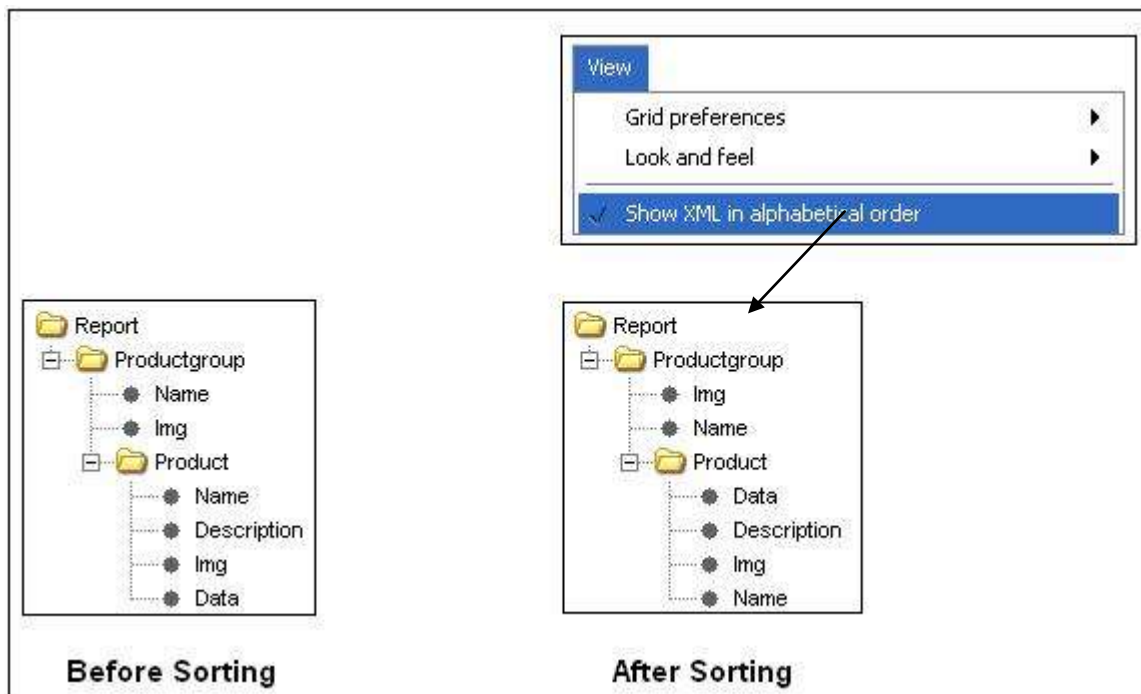 View
Grid preferences
Look and feel
Show XML in alphabetical order
Report
Productgroup
Name
Img
Product
Name
Description
Img
Data
Before Sorting
Report
Productgroup
Img
Name
Product
Data
Description
Img
Name
After Sorting